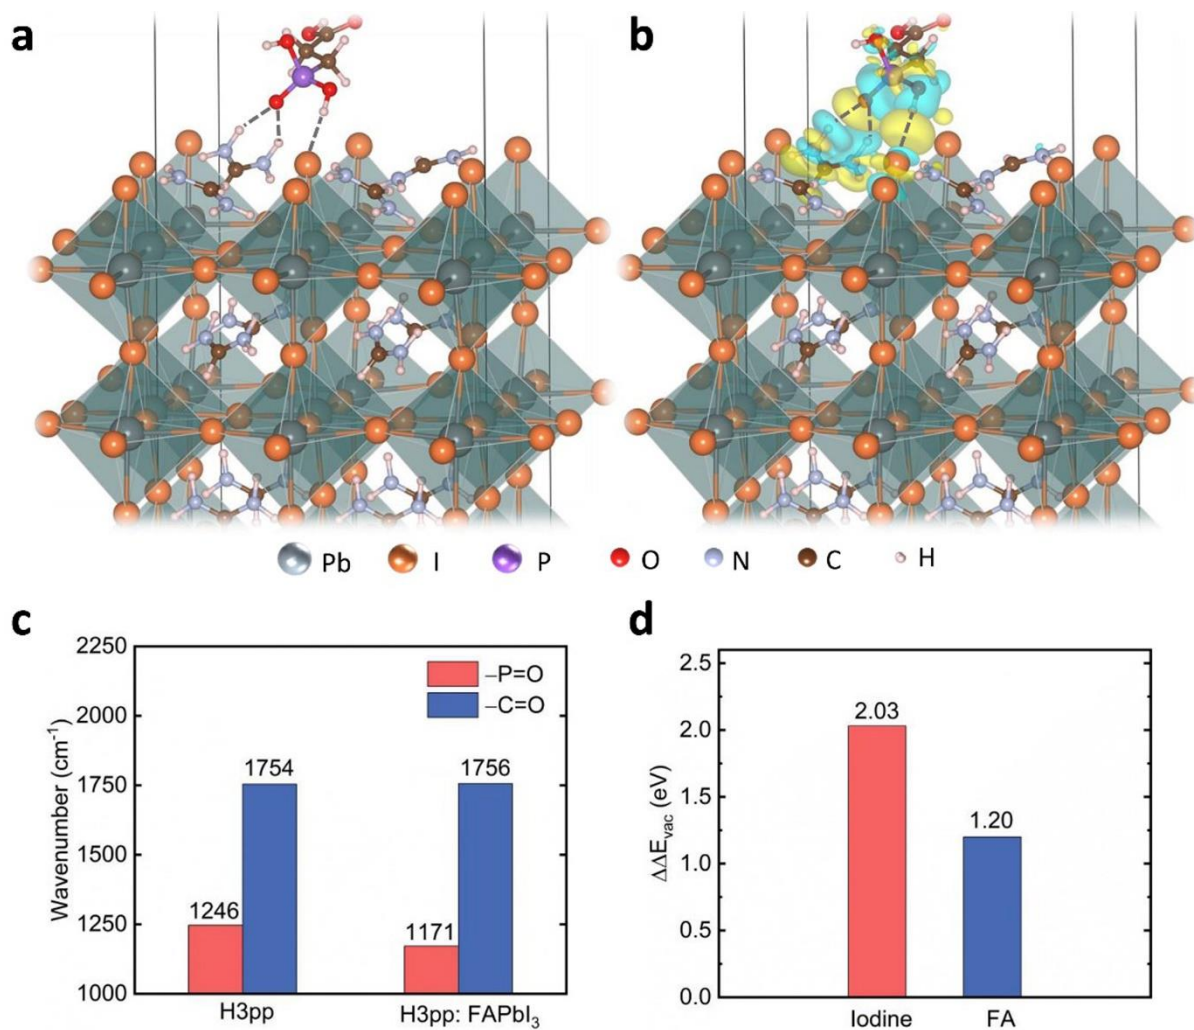 a
b
Pb I P O N C H
c
2250
2000
1750
1500
1250
1000
Wavenumber (cm⁻¹)
–P=O
–C=O
1246
1754
1171
1756
H3pp
H3pp: FAPbI₃
d
2.5
2.0
1.5
1.0
0.5
0.0
ΔΔE_vac (eV)
2.03
1.20
Iodine
FA